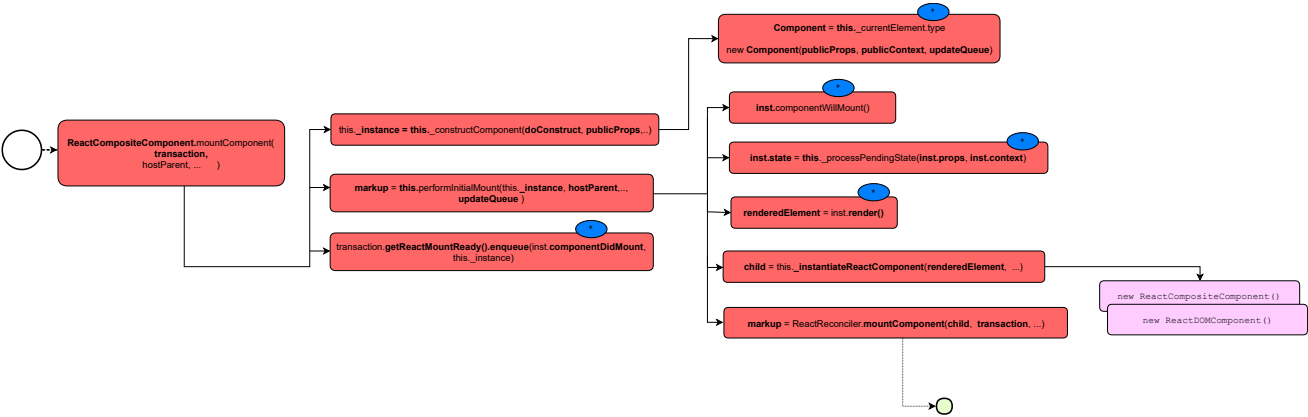 *
Component = this._currentElement.type
new Component(publicProps, publicContext, updateQueue)
*
inst.componentWillMount()
ReactCompositeComponent.mountComponent(
transaction,
hostParent, ... )
this._instance = this._constructComponent(doConstruct, publicProps,..)
*
inst.state = this._processPendingState(inst.props, inst.context)
markup = this.performInitialMount(this._instance, hostParent,..,
updateQueue )
*
renderedElement = inst.render()
*
transaction.getReactMountReady().enqueue(inst.componentDidMount,
this._instance)
child = this._instantiateReactComponent(renderedElement, ...)
new ReactCompositeComponent()
new ReactDOMComponent()
markup = ReactReconciler.mountComponent(child, transaction, ...)